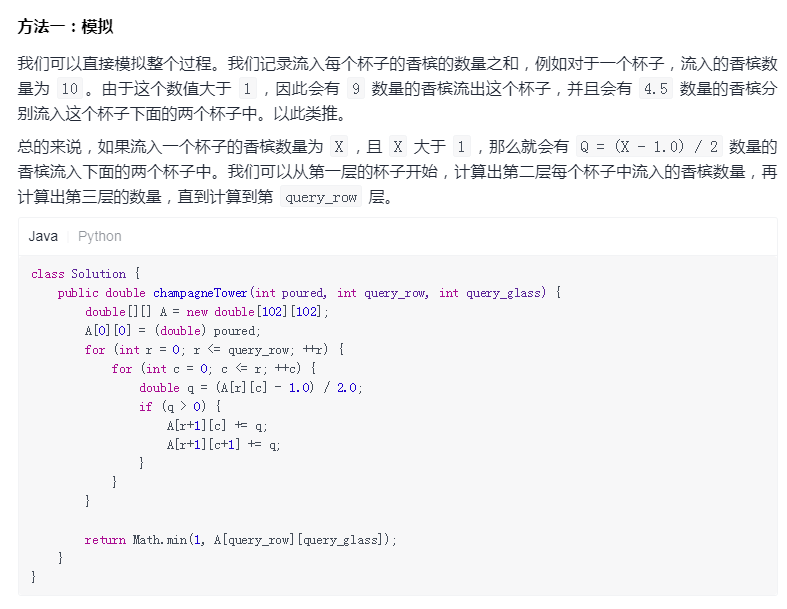 方法一：模拟
我们可以直接模拟整个过程。我们记录流入每个杯子的香槟的数量之和，例如对于一个杯子，流入的香槟数
量为 10 。由于这个数值大于 1 ，因此会有 9 数量的香槟流出这个杯子，并且会有 4.5 数量的香槟分
别流入这个杯子下面的两个杯子中。以此类推。
总的来说，如果流入一个杯子的香槟数量为 X ，且 X 大于 1 ，那么就会有 Q = (X - 1.0) / 2 数量的
香槟流入下面的两个杯子中。我们可以从第一层的杯子开始，计算出第二层每个杯子中流入的香槟数量，再
计算出第三层的数量，直到计算到第 query_row 层。
Java Python
class Solution {
    public double champagneTower(int poured, int query_row, int query_glass) {
        double[][] A = new double[102][102];
        A[0][0] = (double) poured;
        for (int r = 0; r <= query_row; ++r) {
            for (int c = 0; c <= r; ++c) {
                double q = (A[r][c] - 1.0) / 2.0;
                if (q > 0) {
                    A[r+1][c] += q;
                    A[r+1][c+1] += q;
                }
            }
        }
        return Math.min(1, A[query_row][query_glass]);
    }
}